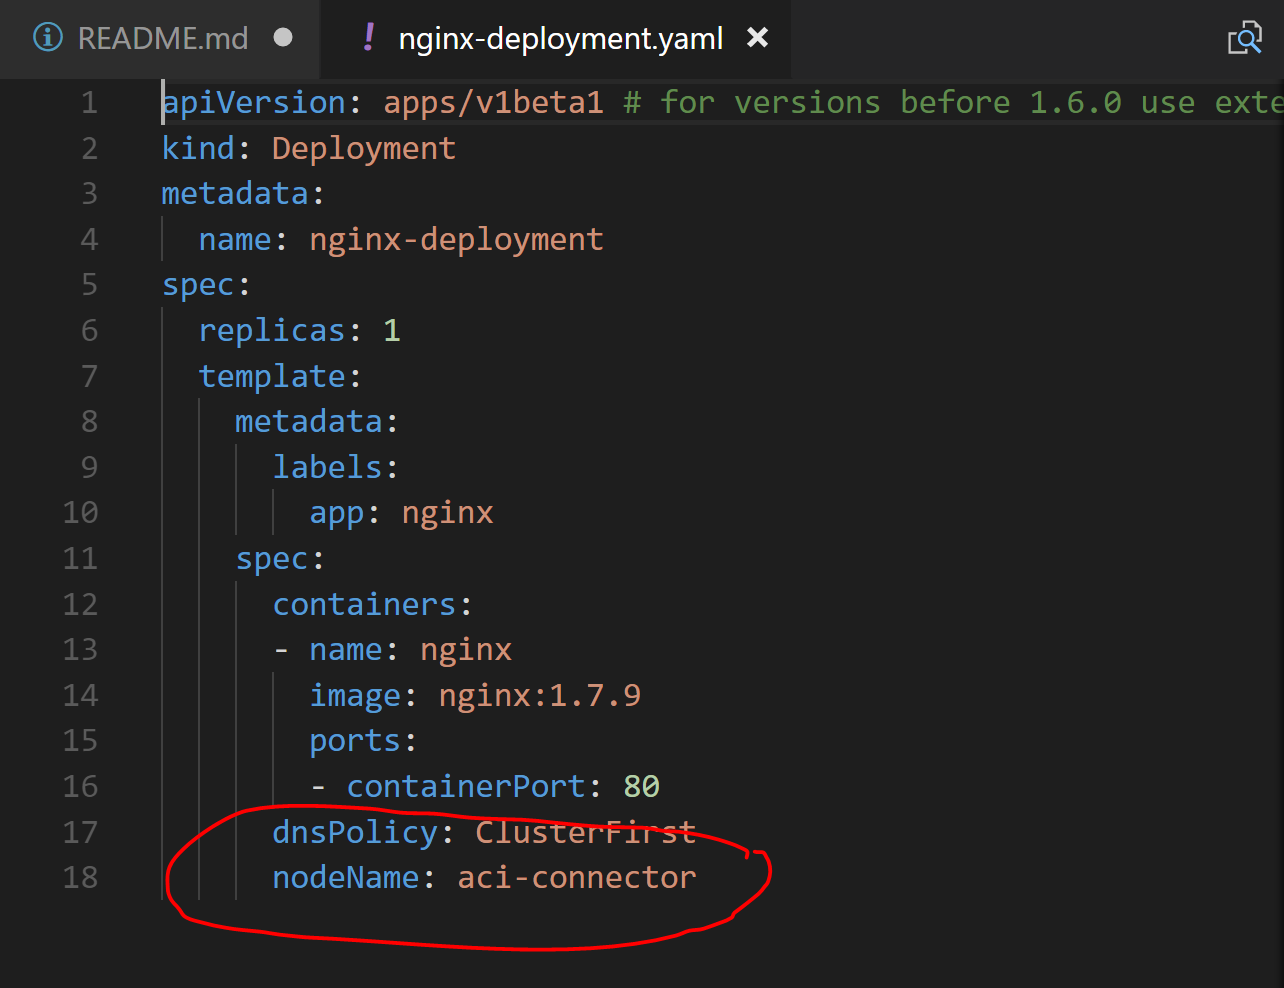 README.md
nginx-deployment.yaml
1 apiVersion: apps/v1beta1 # for versions before 1.6.0 use exte
2 kind: Deployment
3 metadata:
4 name: nginx-deployment
5 spec:
6 replicas: 1
7 template:
8 metadata:
9 labels:
10 app: nginx
11 spec:
12 containers:
13 - name: nginx
14 image: nginx:1.7.9
15 ports:
16 - containerPort: 80
17 dnsPolicy: ClusterFirst
18 nodeName: aci-connector